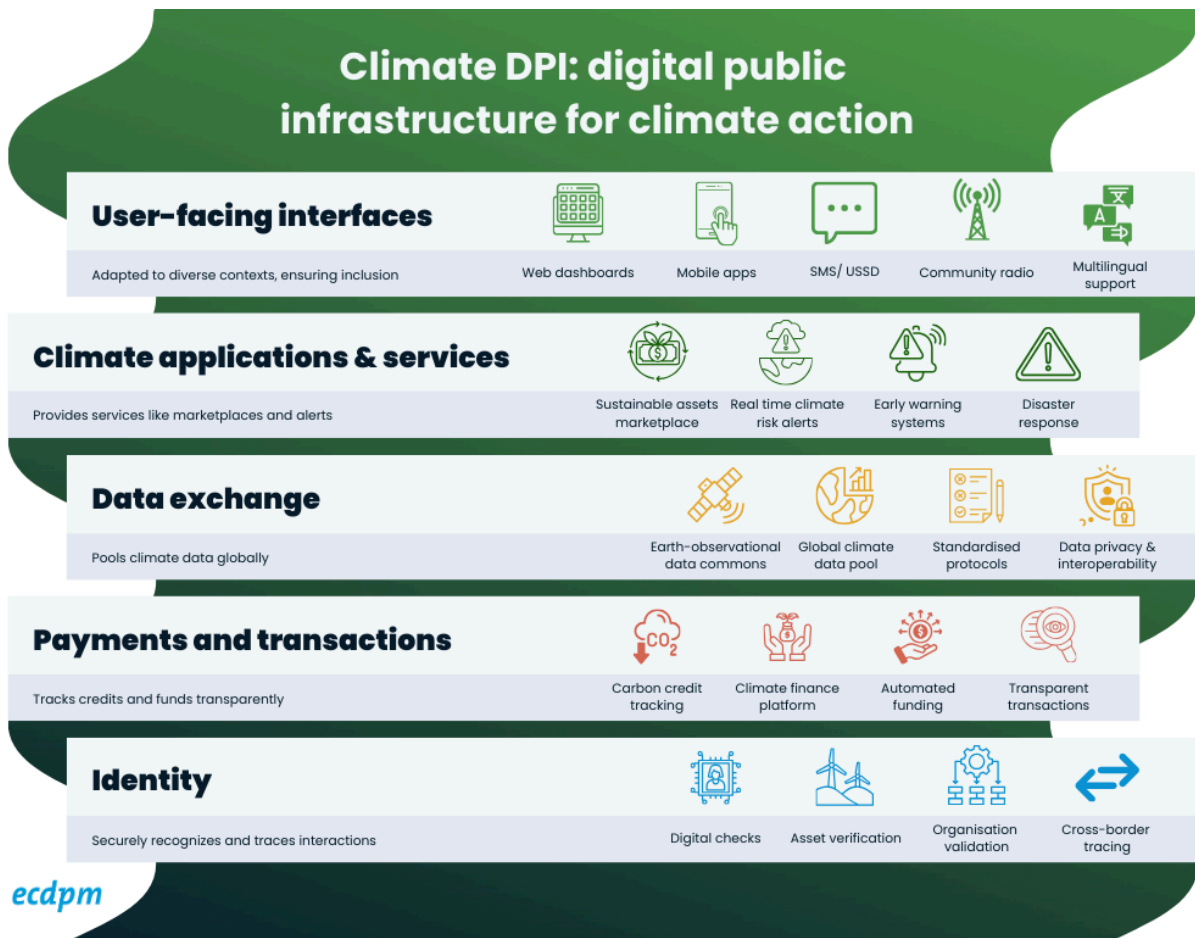 Climate DPI: digital public
infrastructure for climate action
User-facing interfaces
Adapted to diverse contexts, ensuring inclusion
Web dashboards
Mobile apps
SMS/ USSD
Community radio
Multilingual
support
Climate applications & services
Provides services like marketplaces and alerts
Sustainable assets
marketplace
Real time climate
risk alerts
Early warning
systems
Disaster
response
Data exchange
Pools climate data globally
Earth-observational
data commons
Global climate
data pool
Standardised
protocols
Data privacy &
interoperability
Payments and transactions
Tracks credits and funds transparently
CO₂
Carbon credit
tracking
Climate finance
platform
Automated
funding
Transparent
transactions
Identity
Securely recognizes and traces interactions
Digital checks
Asset verification
Organisation
validation
Cross-border
tracing
ecdpm